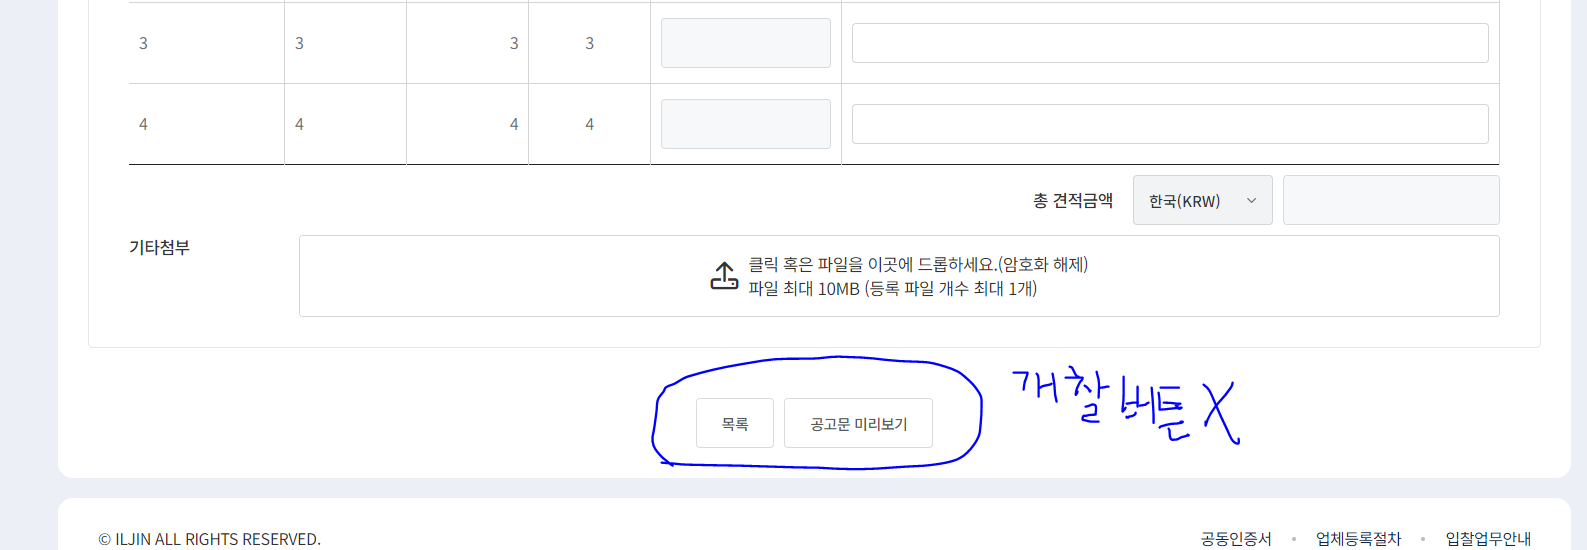 3 3 3 3
4 4 4 4
총 견적금액 한국(KRW)
기타첨부
클릭 혹은 파일을 이곳에 드롭하세요.(암호화 해제)
파일 최대 10MB (등록 파일 개수 최대 1개)
개찰 버튼 X
목록 공고문 미리보기
© ILJIN ALL RIGHTS RESERVED.
공동인증서 • 업체등록절차 • 입찰업무안내